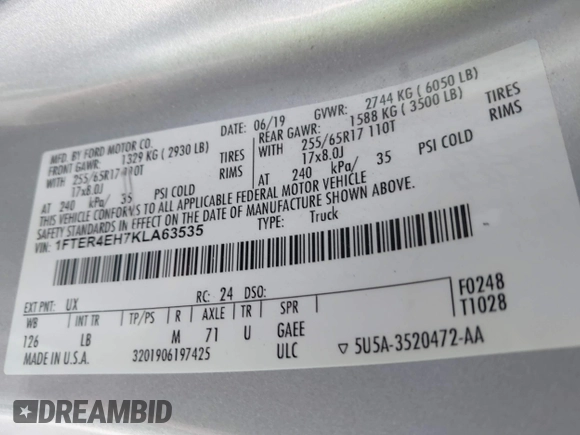 MFD. BY FORD MOTOR CO.
DATE: 06/19 GVWR: 2744 KG ( 6050 LB)
FRONT GAWR: 1329 KG ( 2930 LB) REAR GAWR: 1588 KG ( 3500 LB)
WITH 255/65R17 110T TIRES WITH 255/65R17 110T TIRES
17x8.0J RIMS 17x8.0J RIMS
AT 240 kPa/ 35 PSI COLD AT 240 kPa/ 35 PSI COLD
THIS VEHICLE CONFORMS TO ALL APPLICABLE FEDERAL MOTOR VEHICLE
SAFETY STANDARDS IN EFFECT ON THE DATE OF MANUFACTURE SHOWN ABOVE.
VIN: 1FTER4EH7KLA63535 TYPE: Truck
EXT PNT: UX RC: 24 DSO: F0248
WB INT TR TP/PS R AXLE TR SPR T1028
126 LB M 71 U GAEE
MADE IN U.S.A. 3201906197425 ULC ▽ 5U5A-3520472-AA
DREAMBID